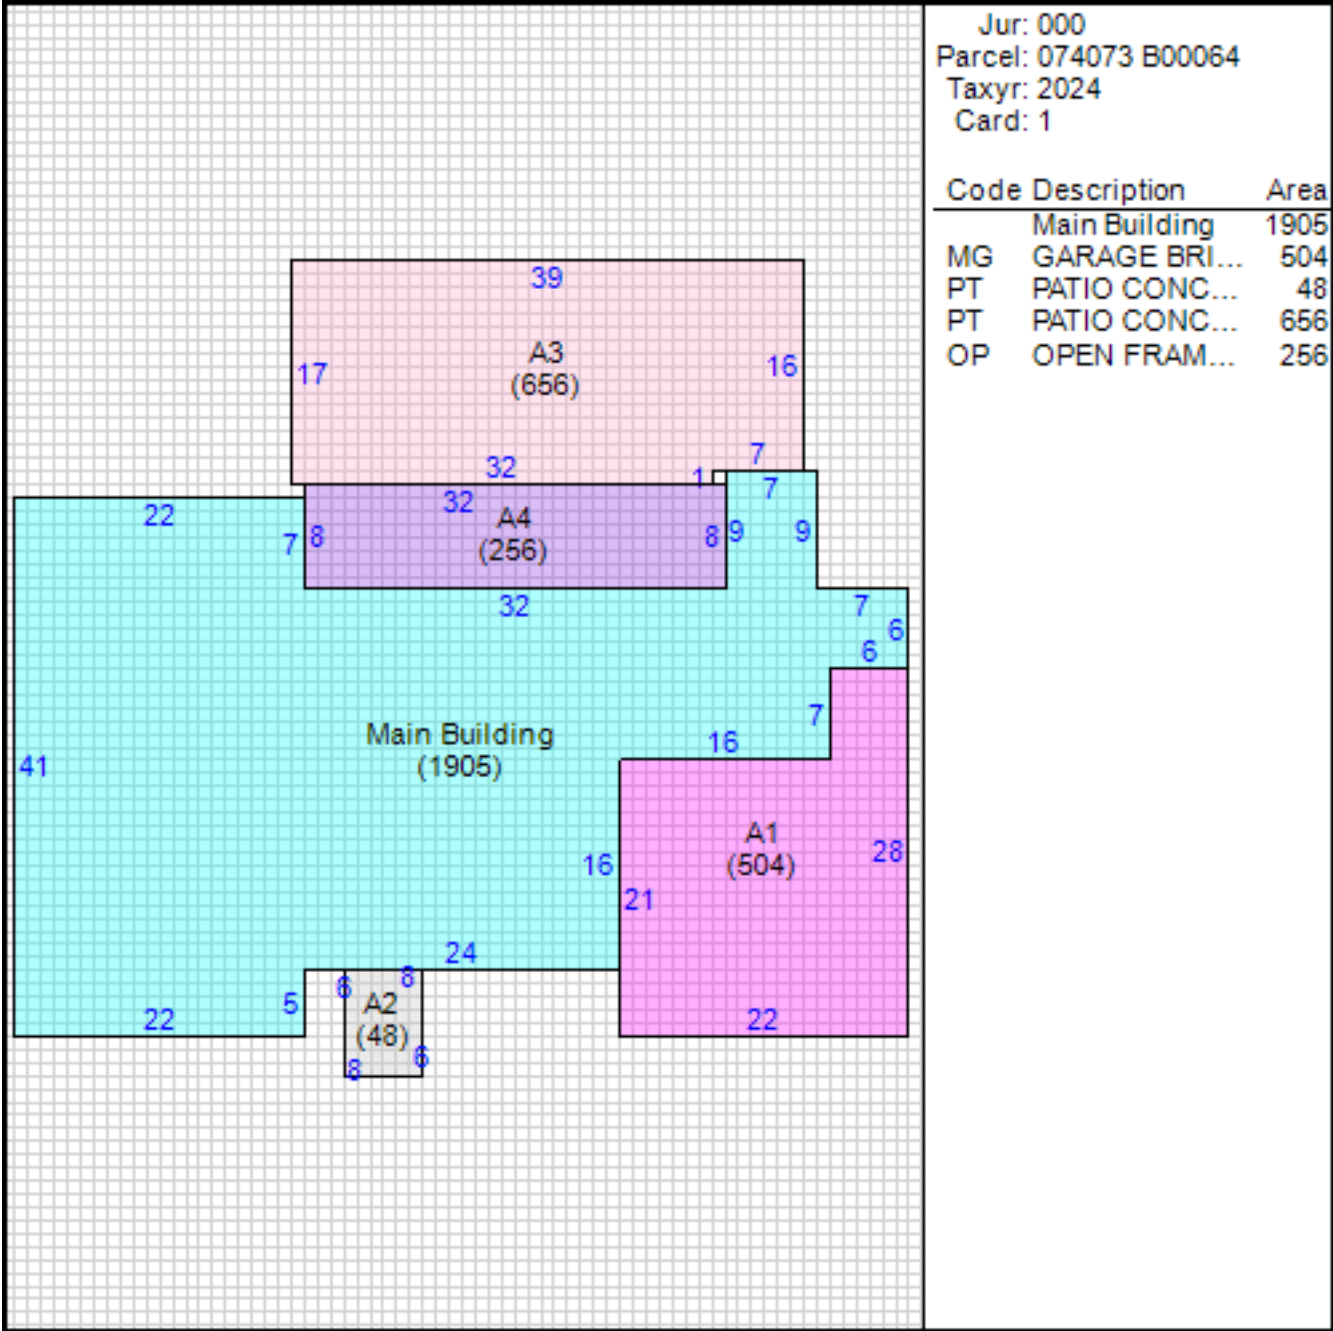 Jur: 000
Parcel: 074073 B00064
Taxyr: 2024
Card: 1
Code Description Area
Main Building 1905
MG GARAGE BRI... 504
PT PATIO CONC... 48
PT PATIO CONC... 656
OP OPEN FRAM... 256
39
A3
17 (656) 16
7
32 1
7
22 32
A4
7 8 (256) 8 9 9
32
7
6
6
7
Main Building 16
41 (1905)
A1
16 (504) 28
21
24
6 8
5 A2
22 (48) 22
8 6